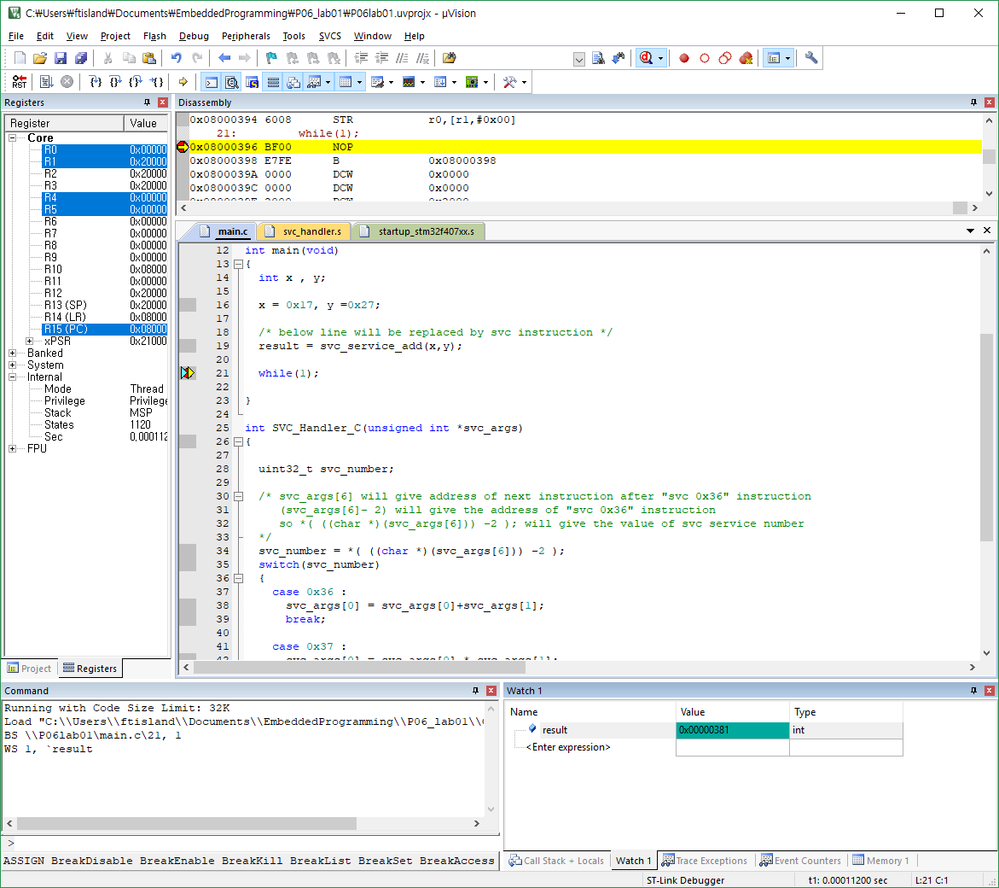 C:₩Users₩ftisland₩Documents₩EmbeddedProgramming₩P06_lab01₩P06lab01.uvprojx - µVision
File Edit View Project Flash Debug Peripherals Tools SVCS Window Help
RST
Registers
Register Value
Core
R0 0x00000
R1 0x20000
R2 0x20000
R3 0x20000
R4 0x00000
R5 0x00000
R6 0x00000
R7 0x00000
R8 0x00000
R9 0x00000
R10 0x08000
R11 0x00000
R12 0x20000
R13 (SP) 0x20000
R14 (LR) 0x08000
R15 (PC) 0x08000
xPSR 0x21000
Banked
System
Internal
Mode Thread
Privilege Privilege
Stack MSP
States 1120
Sec 0,000112
FPU
Project Registers
Disassembly
0x08000394 6008 STR r0,[r1,#0x00]
21: while(1);
0x08000396 BF00 NOP
0x08000398 E7FE B 0x08000398
0x0800039A 0000 DCW 0x0000
0x0800039C 0000 DCW 0x0000
0x0800039E 2000 DCW 0x2000
main.c svc_handler.s startup_stm32f407xx.s
12 int main(void)
13 {
14 int x , y;
15
16 x = 0x17, y =0x27;
17
18 /* below line will be replaced by svc instruction */
19 result = svc_service_add(x,y);
20
21 while(1);
22
23 }
24
25 int SVC_Handler_C(unsigned int *svc_args)
26 {
27
28 uint32_t svc_number;
29
30 /* svc_args[6] will give address of next instruction after "svc 0x36" instruction
31 (svc_args[6]- 2) will give the address of "svc 0x36" instruction
32 so *( ((char *)(svc_args[6])) -2 ); will give the value of svc service number
33 */
34 svc_number = *( ((char *)(svc_args[6])) -2 );
35 switch(svc_number)
36 {
37 case 0x36 :
38 svc_args[0] = svc_args[0]+svc_args[1];
39 break;
40
41 case 0x37 :
42 svc_args[0] = svc_args[0] * svc_args[1];
Command
Running with Code Size Limit: 32K
Load "C:\\Users\\ftisland\\Documents\\EmbeddedProgramming\\P06_lab01\\
BS \\P06lab01\main.c\21, 1
WS 1, `result
>
ASSIGN BreakDisable BreakEnable BreakKill BreakList BreakSet BreakAccess
Watch 1
Name Value Type
result 0x00000381 int
<Enter expression>
Call Stack + Locals Watch 1 Trace Exceptions Event Counters Memory 1
ST-Link Debugger t1: 0.00011200 sec L:21 C:1